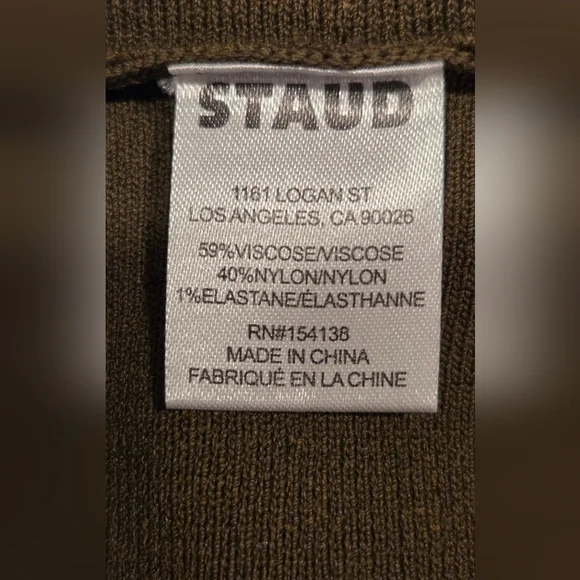 STAUD
1161 LOGAN ST
LOS ANGELES, CA 90026
59%VISCOSE/VISCOSE
40%NYLON/NYLON
1%ELASTANE/ÉLASTHANNE
RN#154138
MADE IN CHINA
FABRIQUÉ EN LA CHINE